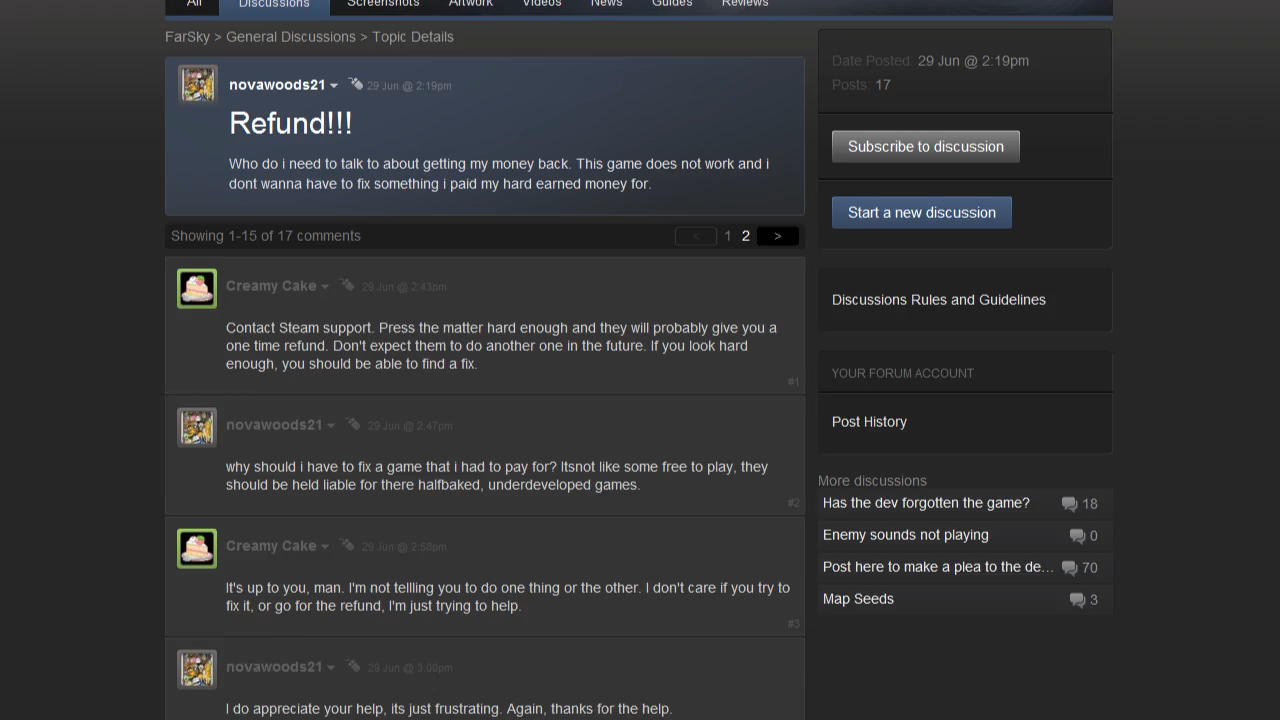 All Discussions Screenshots Artwork Videos News Guides Reviews
FarSky > General Discussions > Topic Details
novawoods21 29 Jun @ 2:19pm
Refund!!!
Who do i need to talk to about getting my money back. This game does not work and i
dont wanna have to fix something i paid my hard earned money for.
Showing 1-15 of 17 comments
< 1 2 >
Creamy Cake 29 Jun @ 2:43pm
Contact Steam support. Press the matter hard enough and they will probably give you a
one time refund. Don't expect them to do another one in the future. If you look hard
enough, you should be able to find a fix.
#1
novawoods21 29 Jun @ 2:47pm
why should i have to fix a game that i had to pay for? Itsnot like some free to play, they
should be held liable for there halfbaked, underdeveloped games.
#2
Creamy Cake 29 Jun @ 2:58pm
It's up to you, man. I'm not tellling you to do one thing or the other. I don't care if you try to
fix it, or go for the refund, I'm just trying to help.
#3
novawoods21 29 Jun @ 3:00pm
I do appreciate your help, its just frustrating. Again, thanks for the help.
Date Posted: 29 Jun @ 2:19pm
Posts: 17
Subscribe to discussion
Start a new discussion
Discussions Rules and Guidelines
YOUR FORUM ACCOUNT
Post History
More discussions
Has the dev forgotten the game? 18
Enemy sounds not playing 0
Post here to make a plea to the de... 70
Map Seeds 3